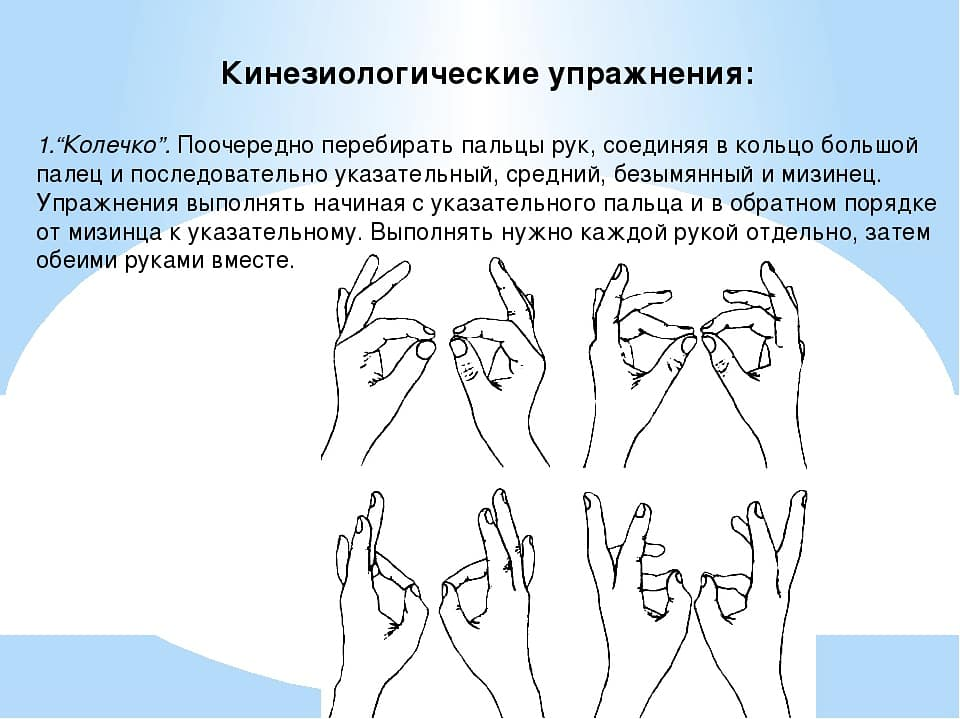 Кинезиологические упражнения:
1.“Колечко”. Поочередно перебирать пальцы рук, соединяя в кольцо большой
палец и последовательно указательный, средний, безымянный и мизинец.
Упражнения выполнять начиная с указательного пальца и в обратном порядке
от мизинца к указательному. Выполнять нужно каждой рукой отдельно, затем
обеими руками вместе.